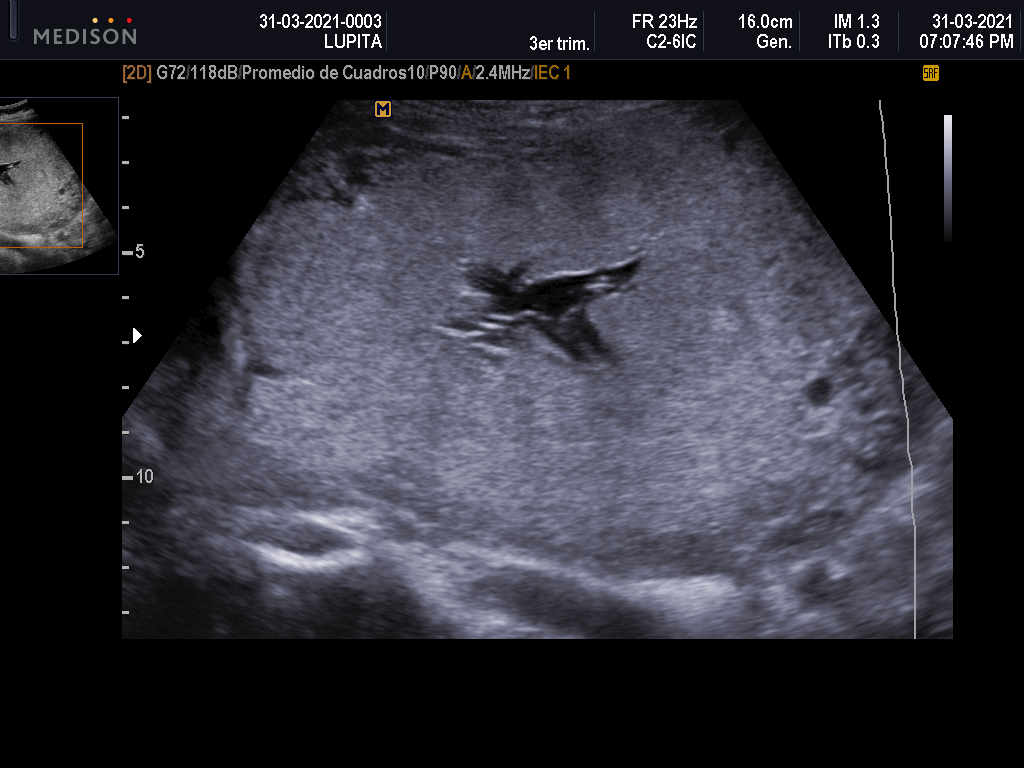 MEDISON
31-03-2021-0003
LUPITA
3er trim.
FR 23Hz
C2-6IC
16.0cm
Gen.
IM 1.3
ITb 0.3
31-03-2021
07:07:46 PM
[2D] G72/118dB/Promedio de Cuadros10/P90/A/2.4MHz/IEC 1
SRF
M
5
10